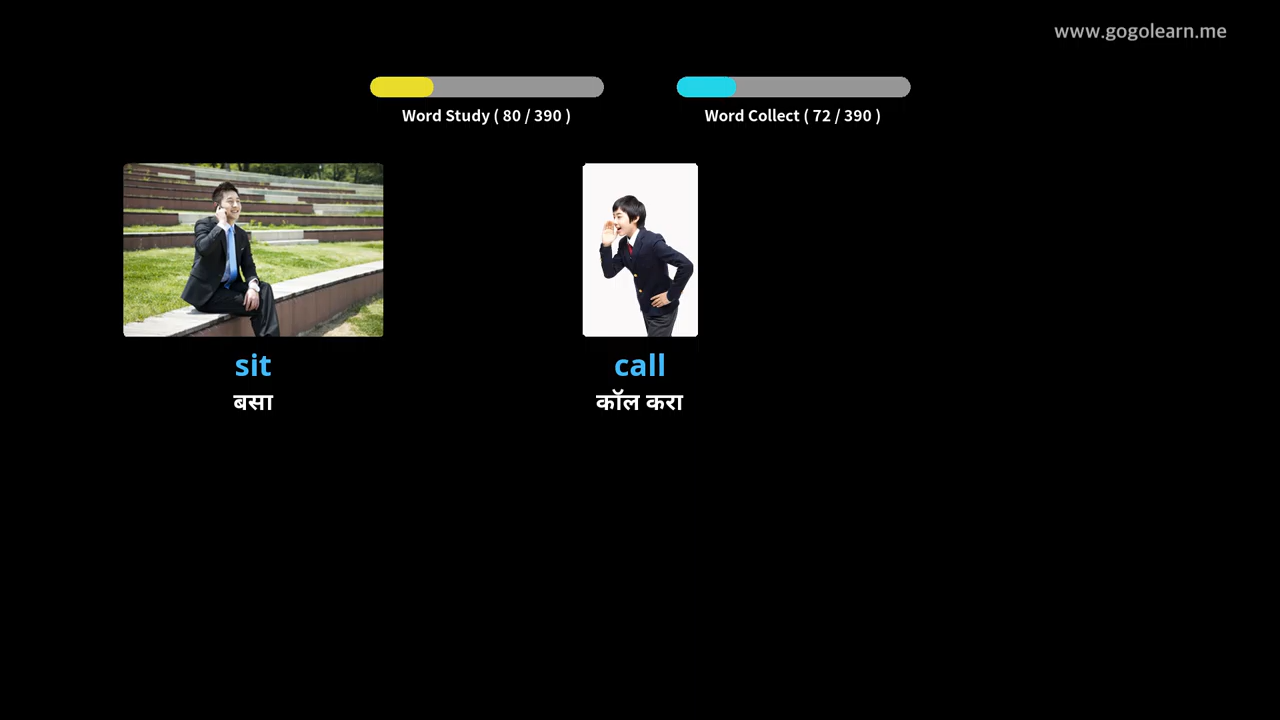 www.gogolearn.me
Word Study ( 80 / 390 )
Word Collect ( 72 / 390 )
sit
बसा
call
कॉल करा